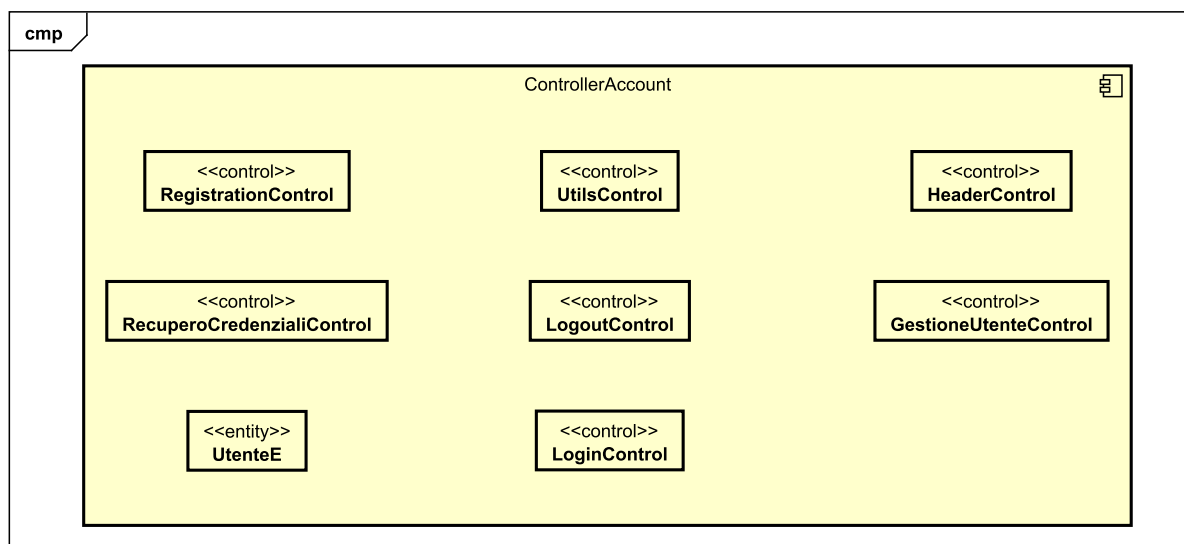 cmp
ControllerAccount
<<control>>
RegistrationControl
<<control>>
UtilsControl
<<control>>
HeaderControl
<<control>>
RecuperoCredenzialiControl
<<control>>
LogoutControl
<<control>>
GestioneUtenteControl
<<entity>>
UtenteE
<<control>>
LoginControl